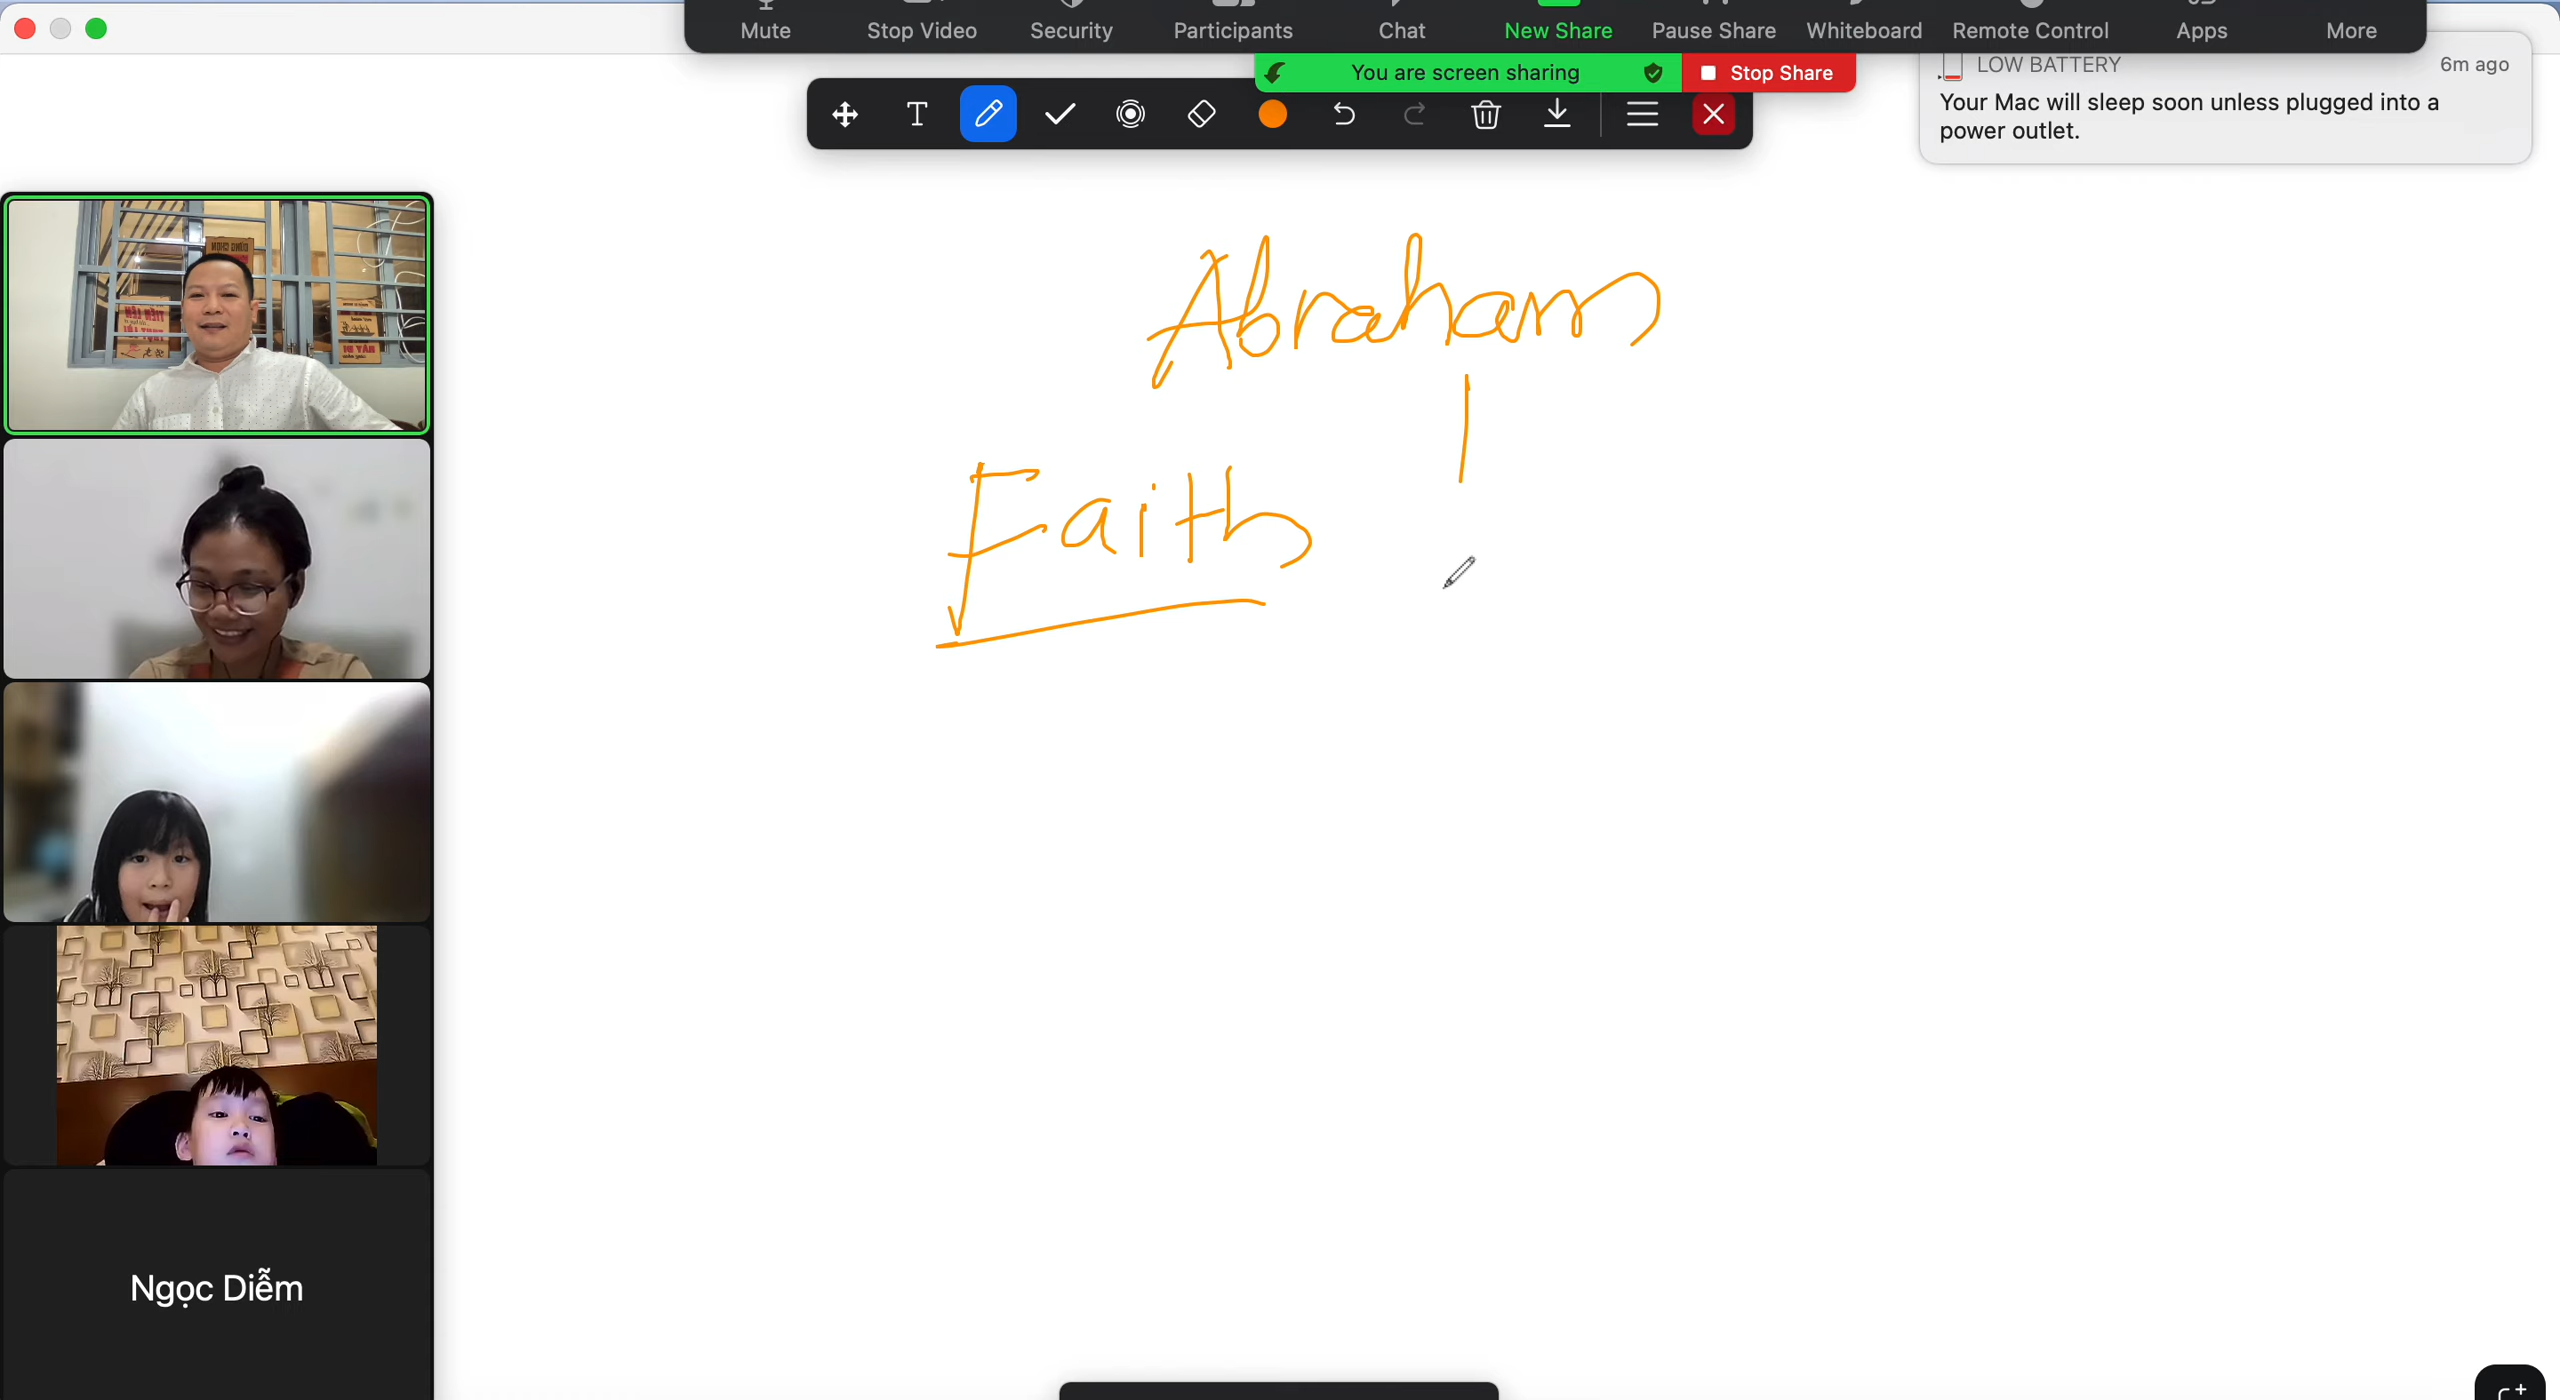 Mute Stop Video Security Participants Chat New Share Pause Share Whiteboard Remote Control Apps More
You are screen sharing Stop Share
LOW BATTERY 6m ago
Your Mac will sleep soon unless plugged into a
power outlet.
T
Abraham
Faith
Ngọc Diễm